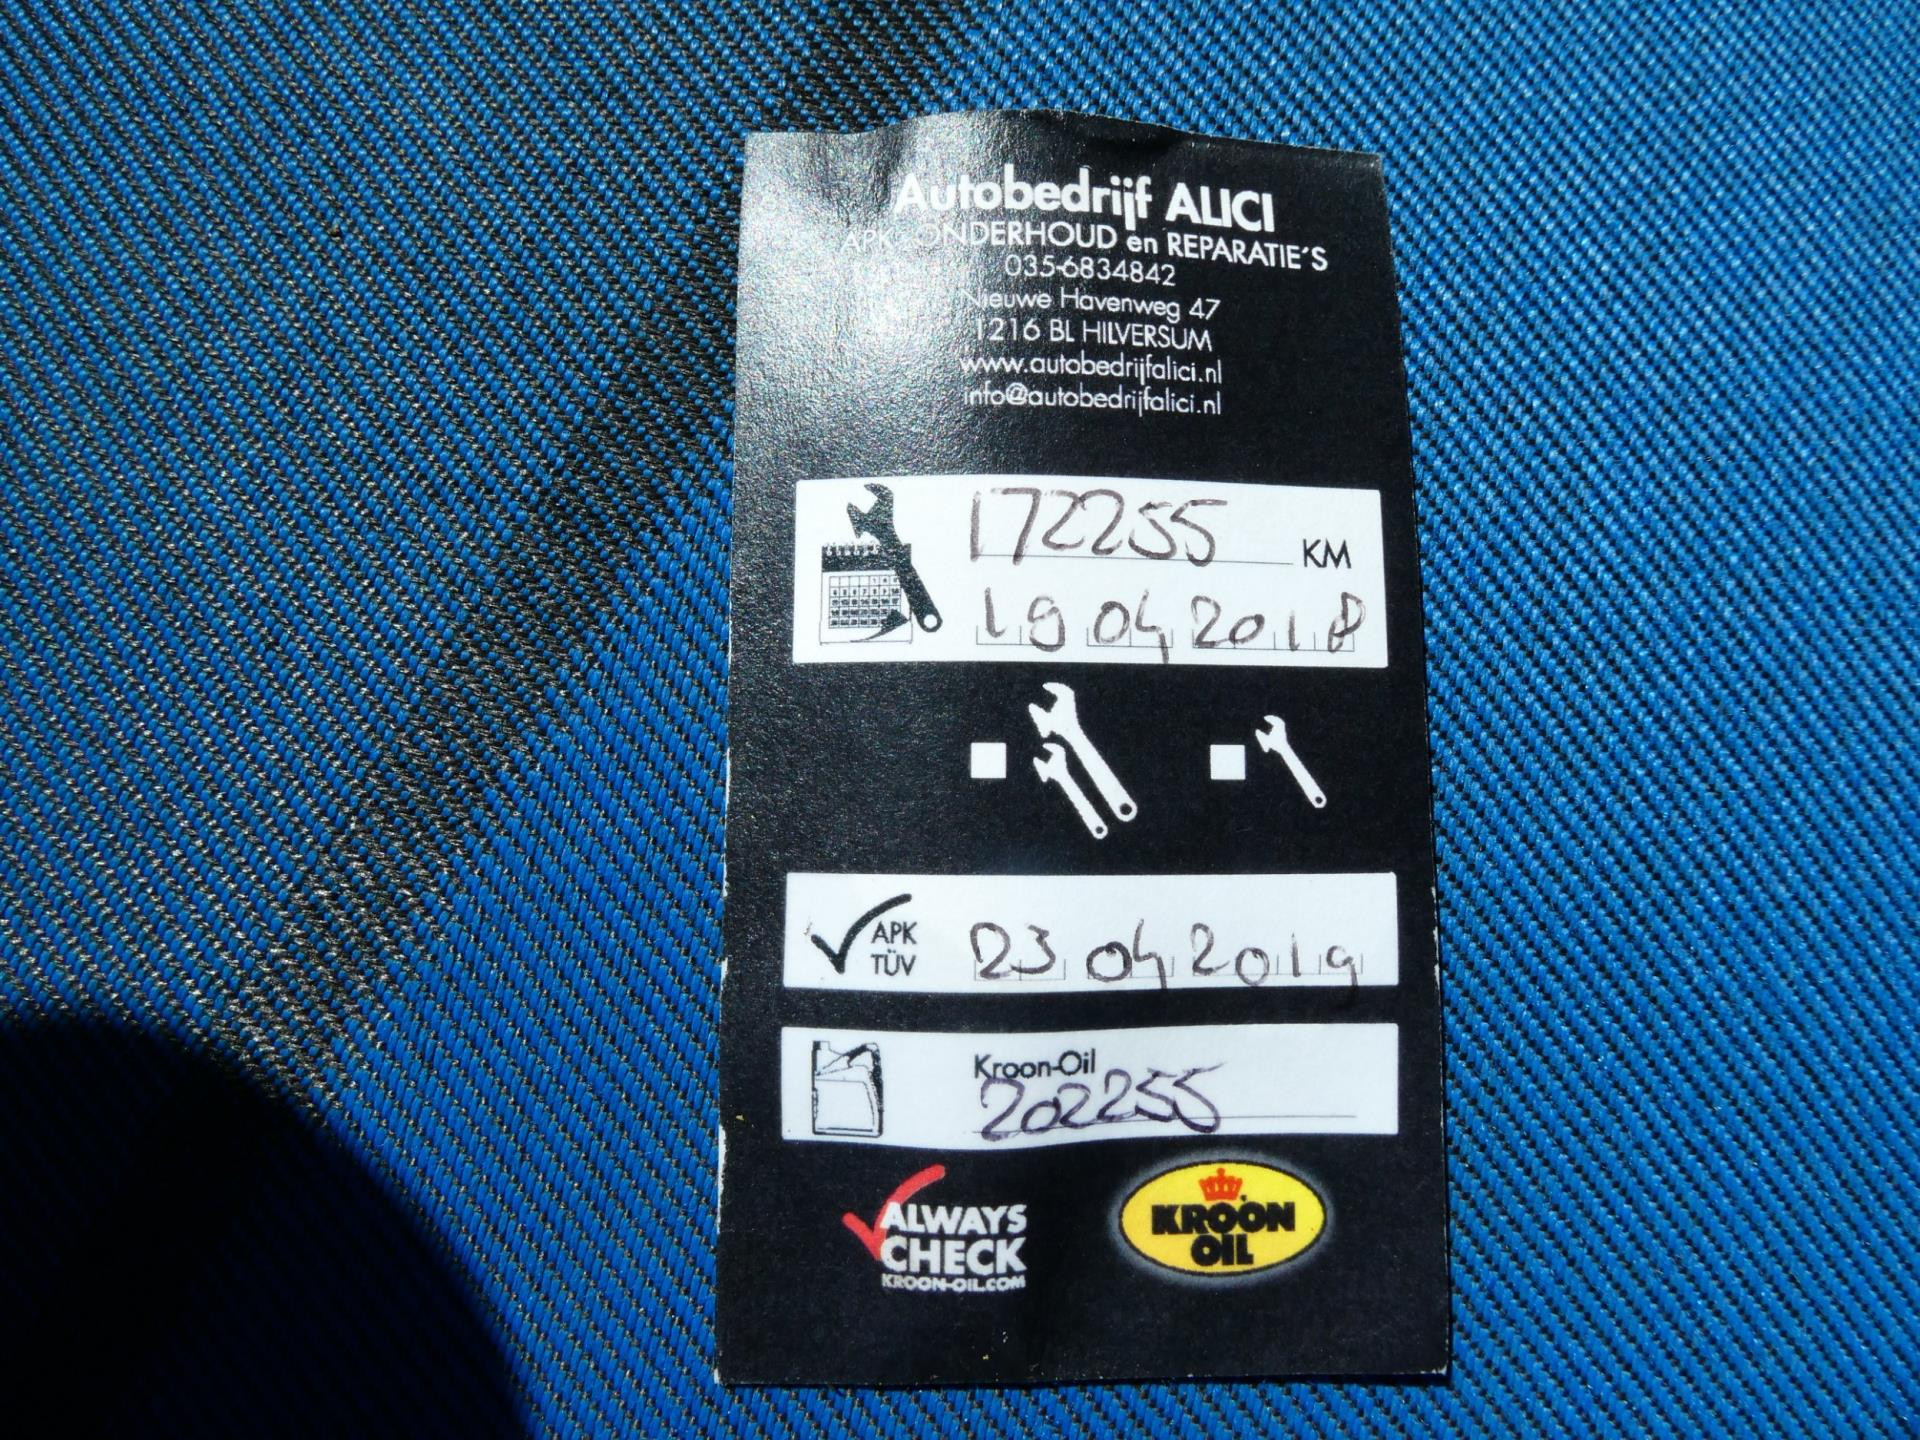 Autobedrijf ALICI
APK - ONDERHOUD en REPARATIE'S
035-6834842
Nieuwe Havenweg 47
1216 BL HILVERSUM
www.autobedrijfalici.nl
info@autobedrijfalici.nl
172255 KM
19 04 2018
APK
TÜV
23 04 2019
Kroon-Oil
202255
ALWAYS
CHECK
KROON-OIL.COM
KROON
OIL